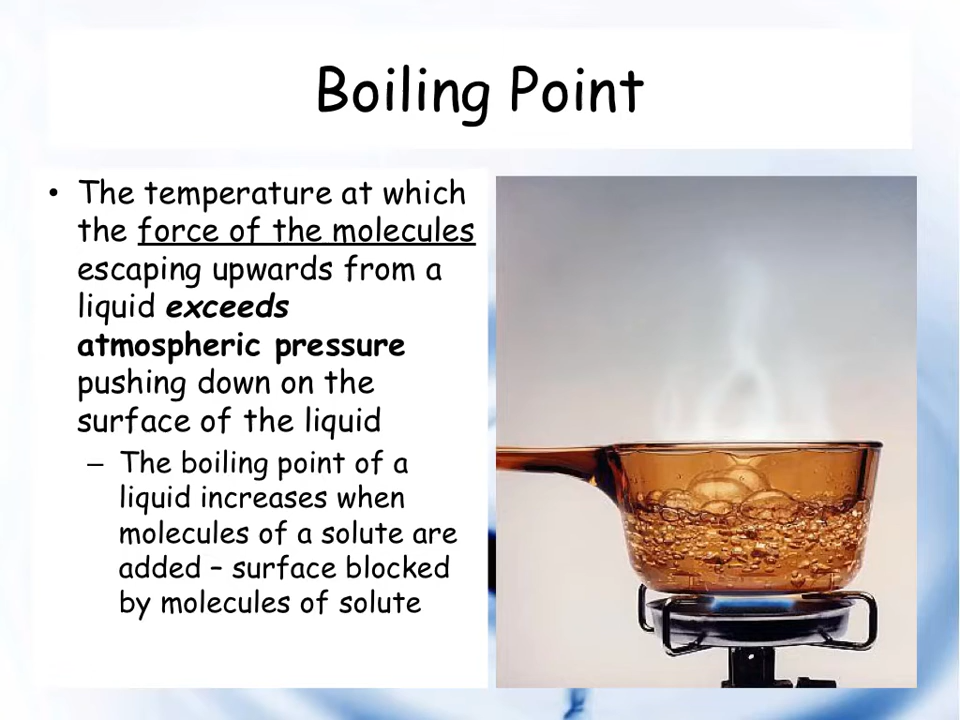 Boiling Point
• The temperature at which
the force of the molecules
escaping upwards from a
liquid exceeds
atmospheric pressure
pushing down on the
surface of the liquid
– The boiling point of a
liquid increases when
molecules of a solute are
added – surface blocked
by molecules of solute